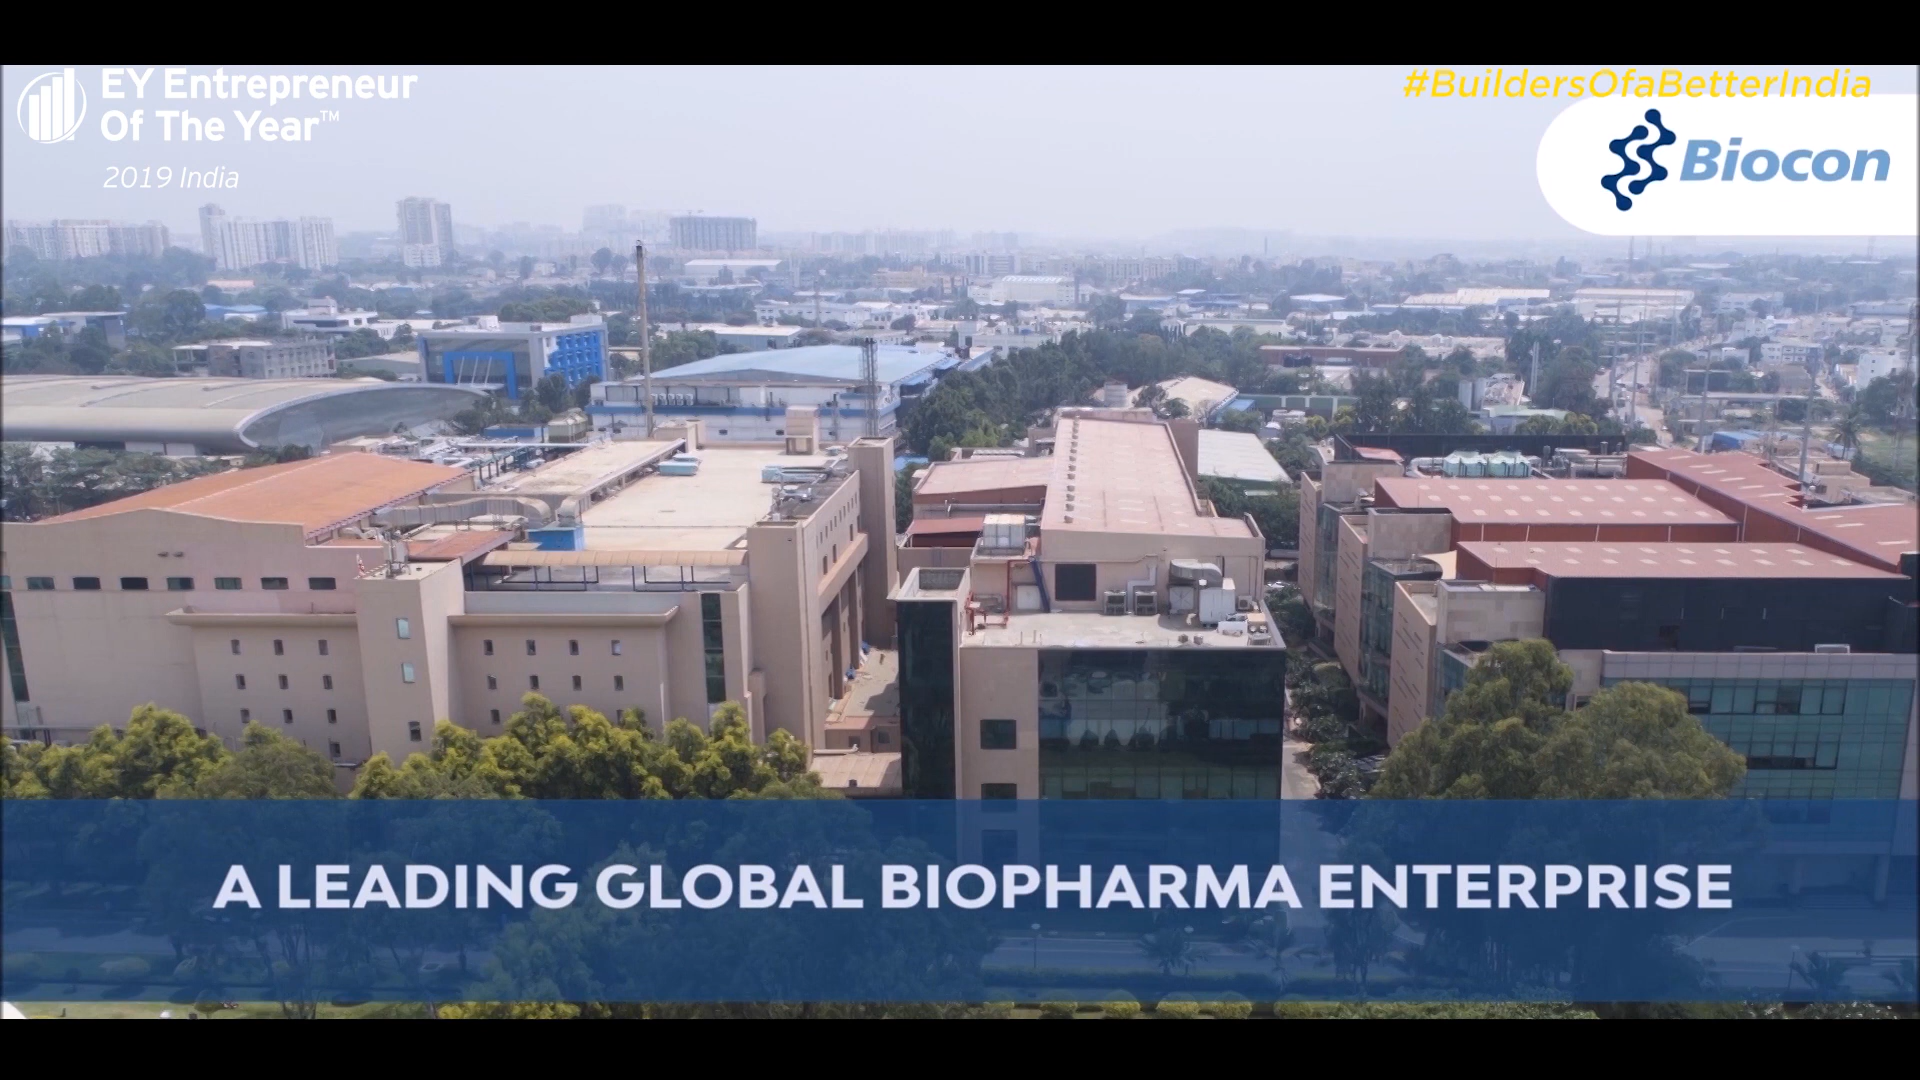 EY Entrepreneur
Of The Year™
2019 India
#BuildersOfaBetterIndia
Biocon
A LEADING GLOBAL BIOPHARMA ENTERPRISE